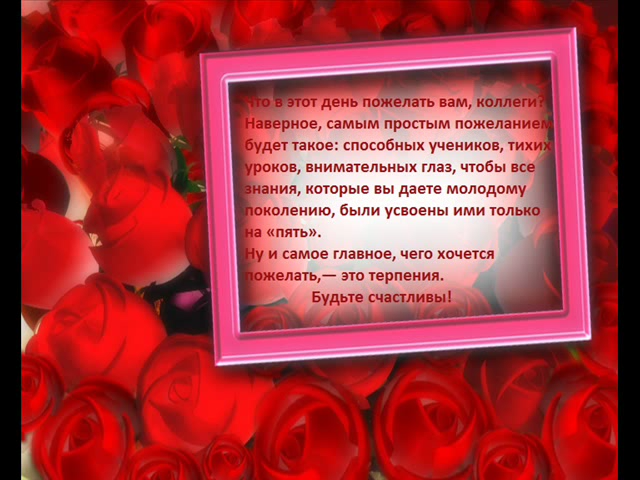 Что в этот день пожелать вам, коллеги?
Наверное, самым простым пожеланием
будет такое: способных учеников, тихих
уроков, внимательных глаз, чтобы все
знания, которые вы даете молодому
поколению, были усвоены ими только
на «пять».
Ну и самое главное, чего хочется
пожелать,— это терпения.
Будьте счастливы!